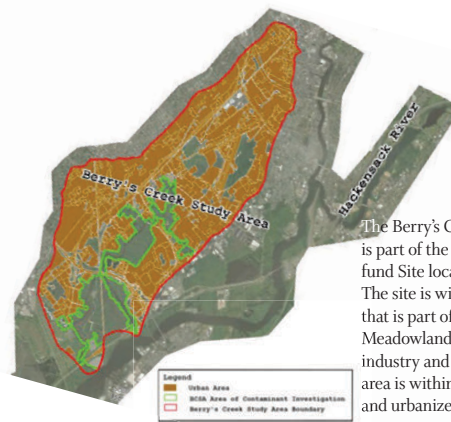 Berry's Creek Study Area
Hackensack River
The Berry's C
is part of the
fund Site loca
The site is wi
that is part of
Meadowland
industry and
area is within
and urbanize
Legend
Urban Area
BCSA Area of Contaminant Investigation
Berry's Creek Study Area Boundary